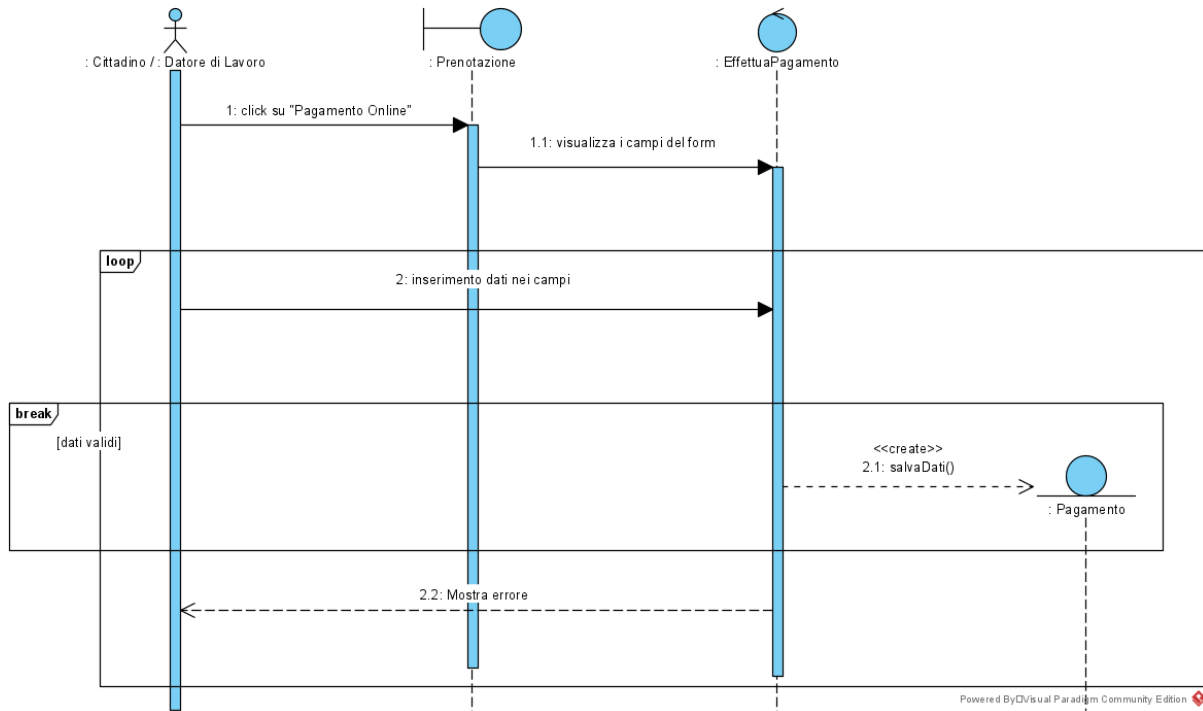 : Cittadino / : Datore di Lavoro
: Prenotazione
: EffettuaPagamento
1: click su "Pagamento Online"
1.1: visualizza i campi del form
loop
2: inserimento dati nei campi
break
[dati validi]
<<create>>
2.1: salvaDati()
: Pagamento
2.2: Mostra errore
Powered By Visual Paradigm Community Edition